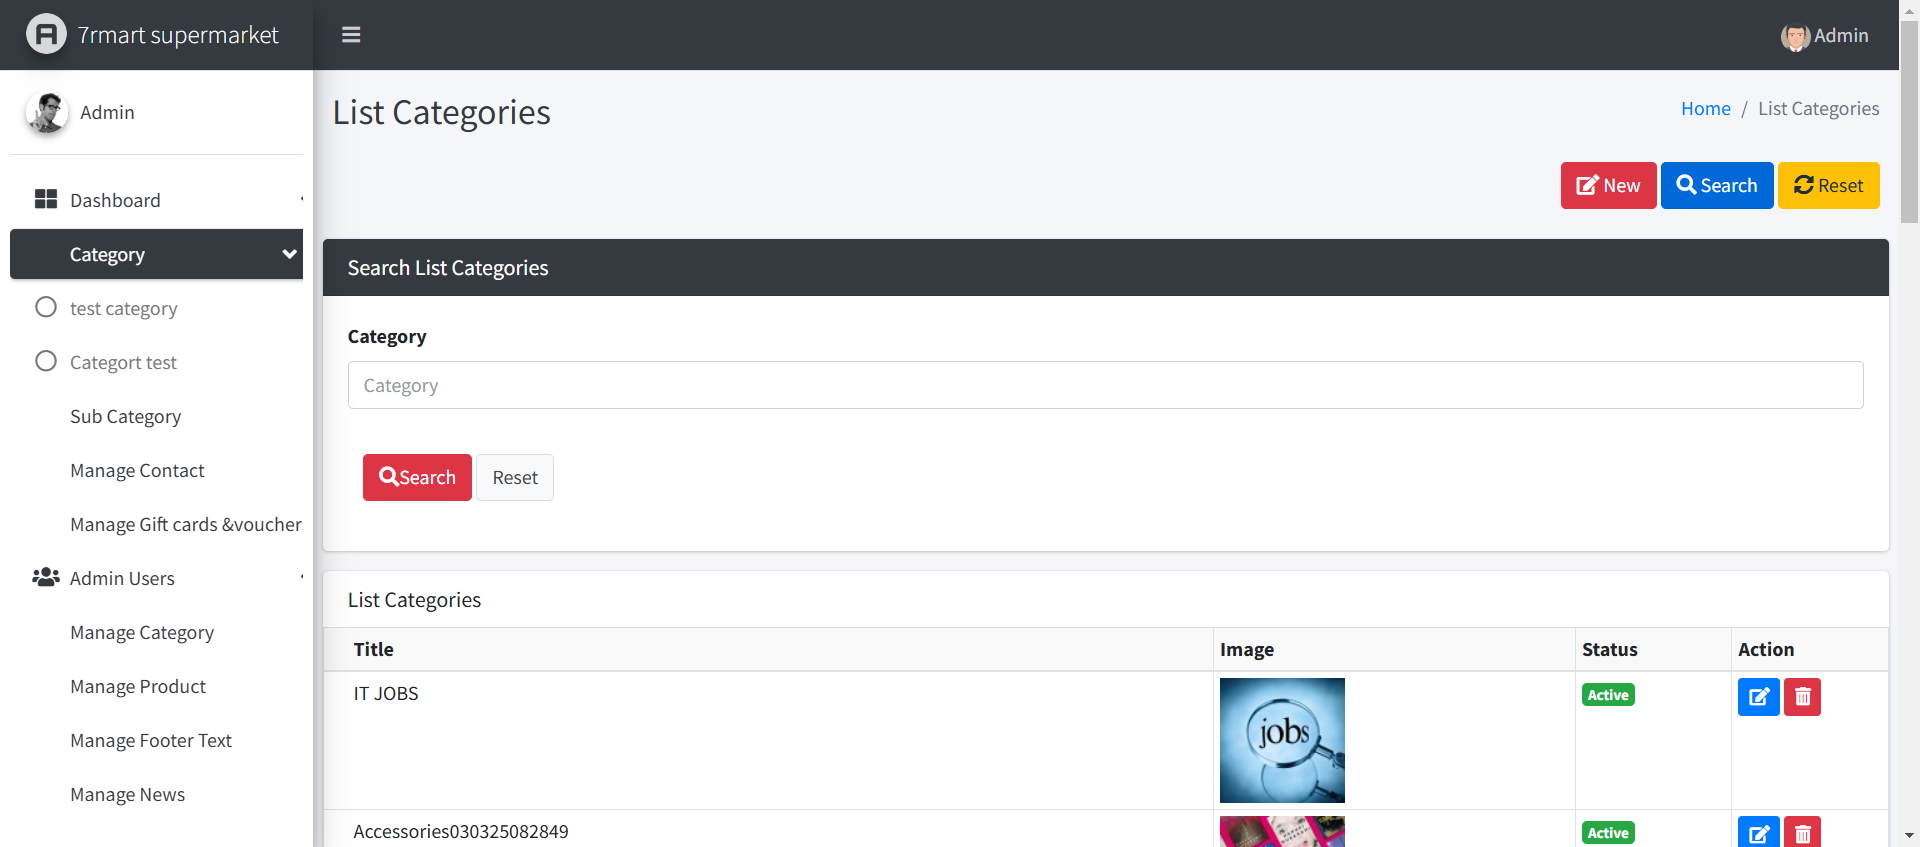 7rmart supermarket
Admin
Admin
List Categories
Home / List Categories
New
Search
Reset
Dashboard
Category
test category
Categort test
Sub Category
Manage Contact
Manage Gift cards &voucher
Admin Users
Manage Category
Manage Product
Manage Footer Text
Manage News
Search List Categories
Category
Category
Search
Reset
List Categories
Title Image Status Action
IT JOBS
jobs
Active
Accessories030325082849
Active